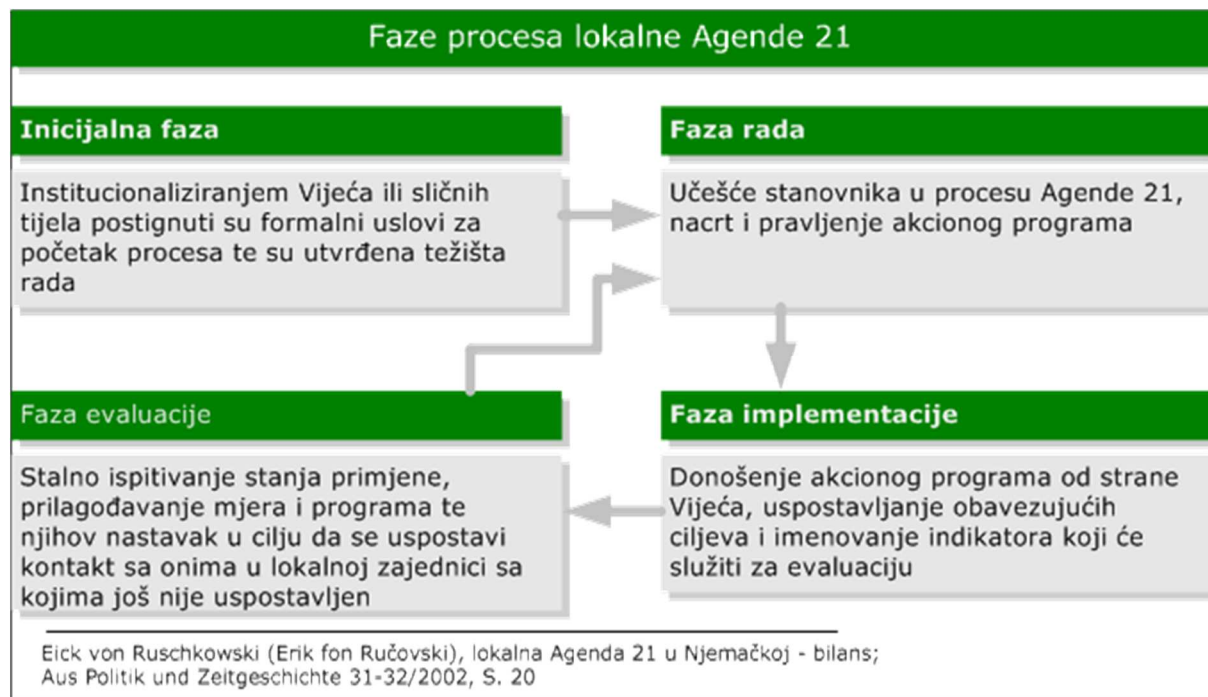 Faze procesa lokalne Agende 21
Inicijalna faza
Institucionaliziranjem Vijeća ili sličnih
tijela postignuti su formalni uslovi za
početak procesa te su utvrđena težišta
rada
Faza rada
Učešće stanovnika u procesu Agende 21,
nacrt i pravljenje akcionog programa
Faza evaluacije
Stalno ispitivanje stanja primjene,
prilagođavanje mjera i programa te
njihov nastavak u cilju da se uspostavi
kontakt sa onima u lokalnoj zajednici sa
kojima još nije uspostavljen
Faza implementacije
Donošenje akcionog programa od strane
Vijeća, uspostavljanje obavezujućih
ciljeva i imenovanje indikatora koji će
služiti za evaluaciju
Eick von Ruschkowski (Erik fon Ručovski), lokalna Agenda 21 u Njemačkoj - bilans;
Aus Politik und Zeitgeschichte 31-32/2002, S. 20